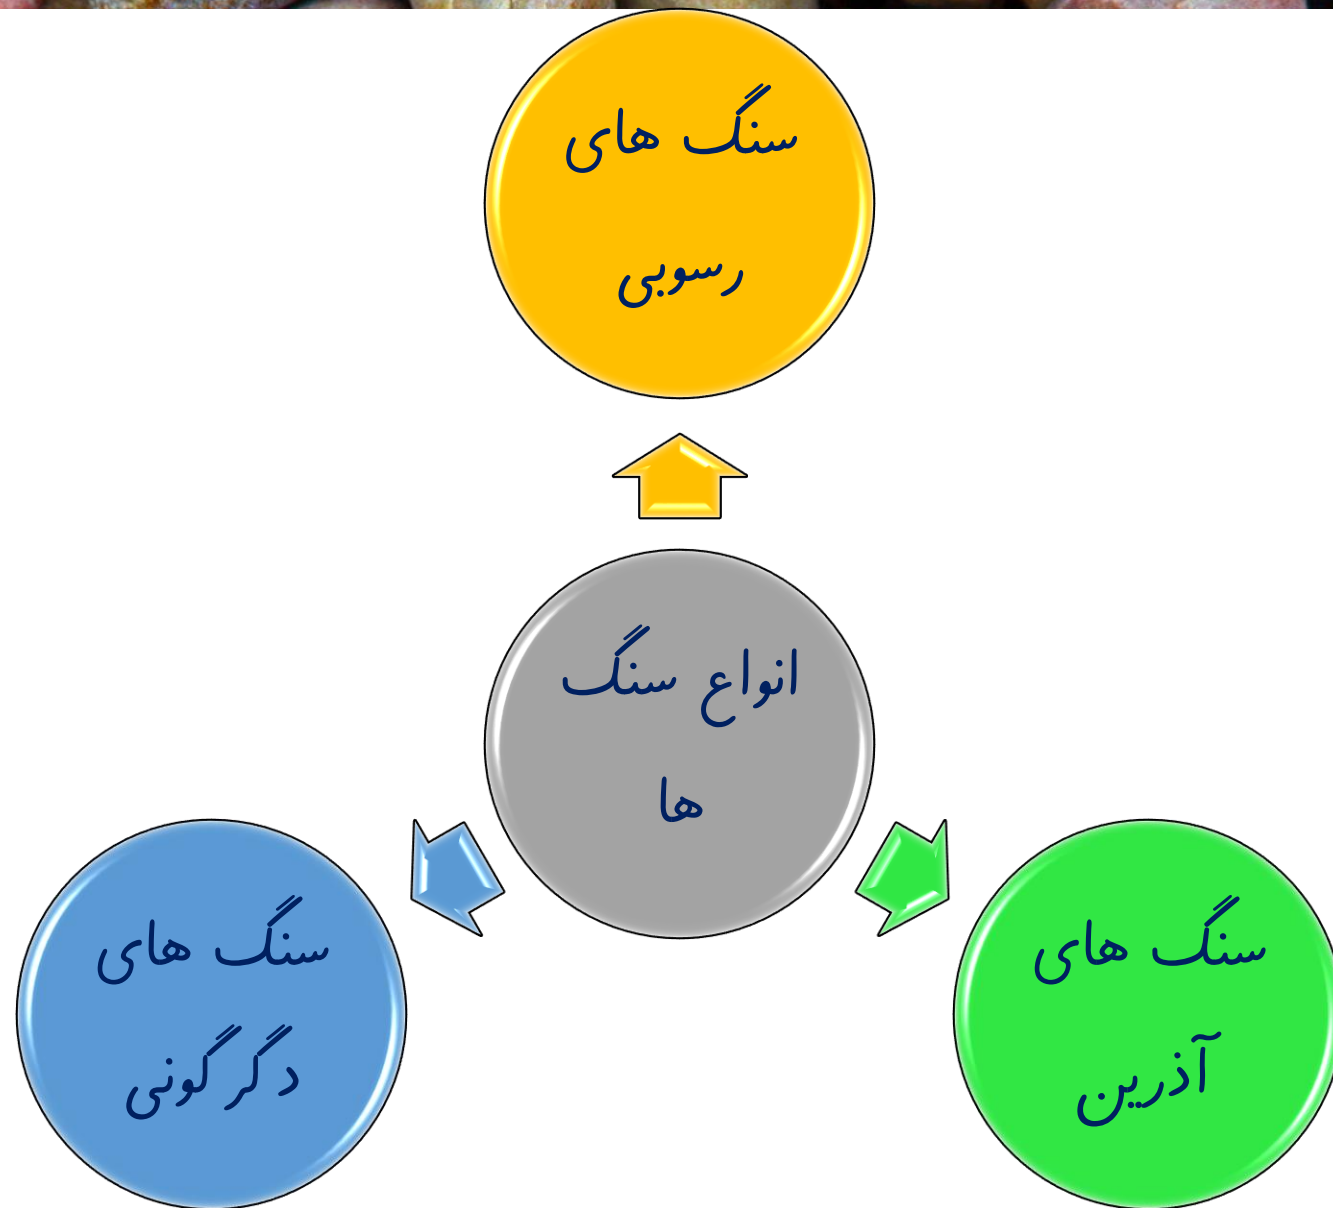 سنگ های
رسوبی
انواع سنگ
ها
سنگ های
آذرین
سنگ های
دگرگونی